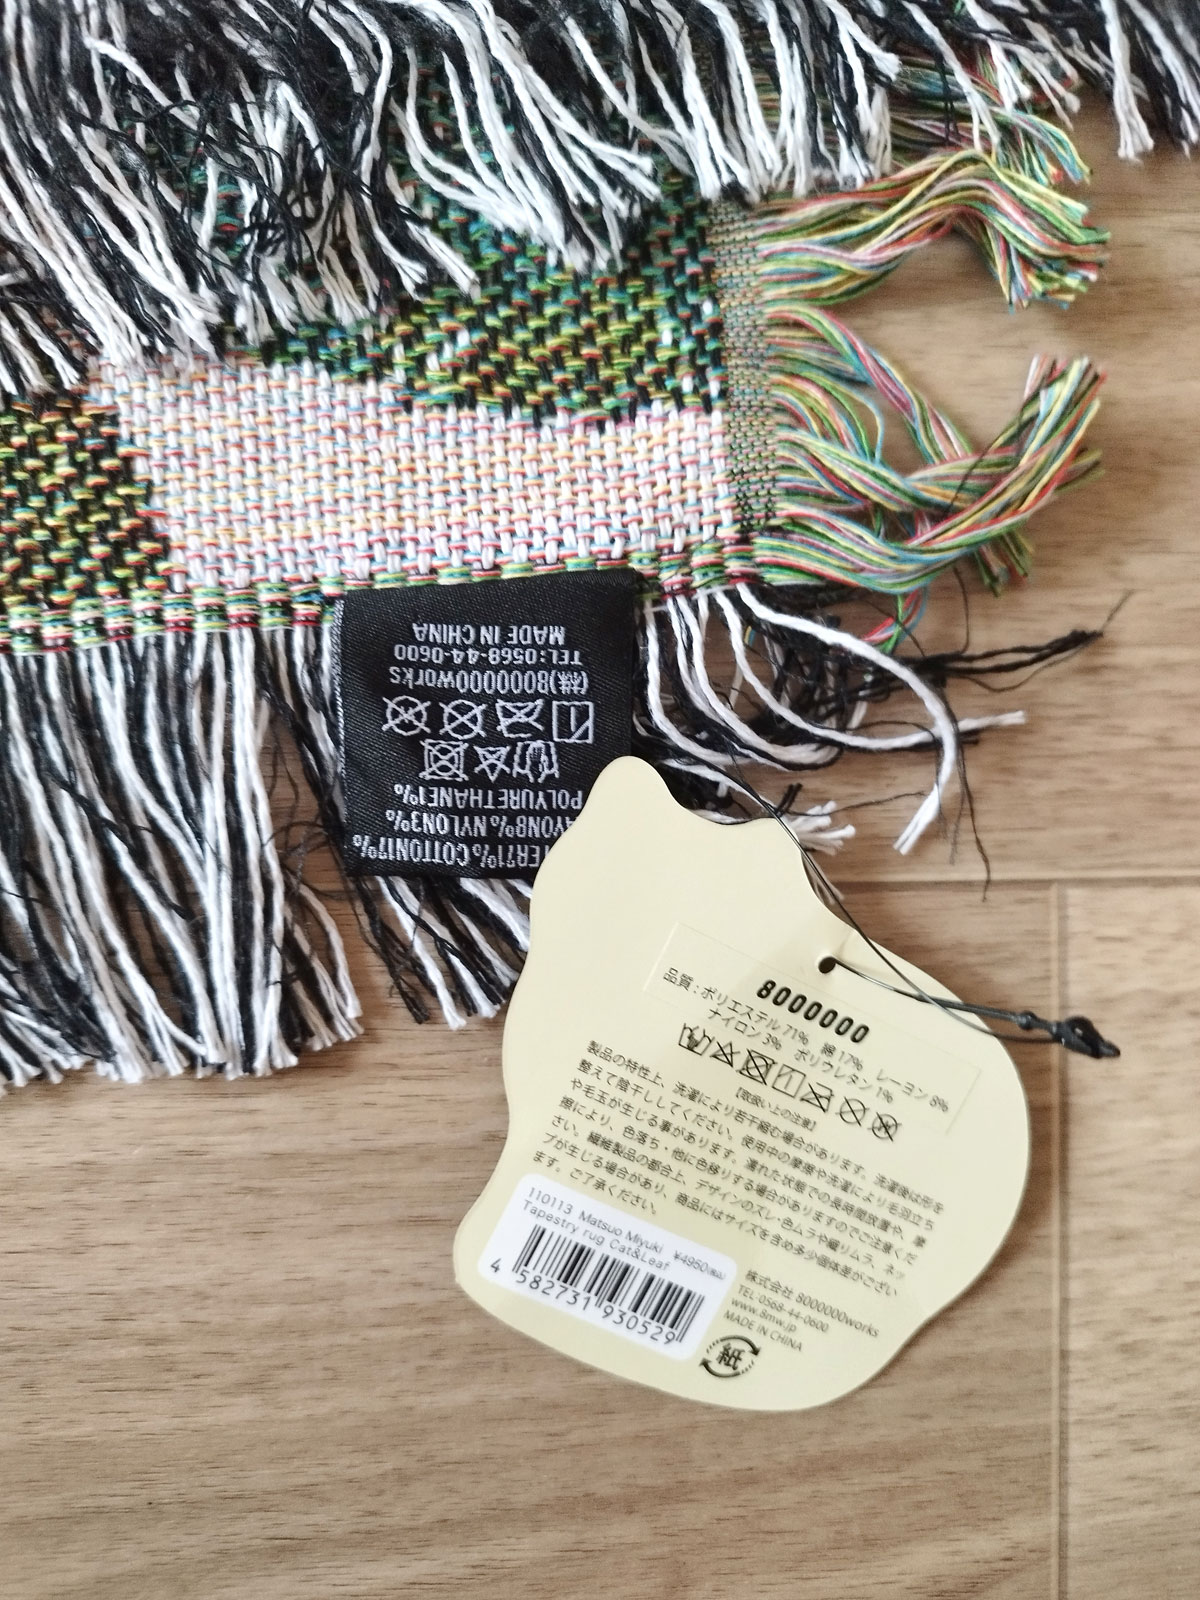 TER71% COTTON17%
AYON8% NYLON3%
POLYURETHANE1%
(株)8000000works
TEL:0568-44-0600
MADE IN CHINA
8000000
品質:ポリエステル 71% 綿 17% レーヨン 8%
ナイロン 3% ポリウレタン 1%
【取扱い上の注意】
製品の特性上、洗濯により若干縮む場合があります。洗濯後は形を
整えて陰干ししてください。使用中の摩擦や洗濯により毛羽立ち
や毛玉が生じる事があります。濡れた状態での長時間放置や、摩
擦により、色落ち・他に色移りする場合がありますのでご注意くだ
さい。繊維製品の都合上、デザインのズレ・色ムラや織りムラ、ネッ
プが生じる場合があり、商品にはサイズを含め多少個体差がござい
ます。ご了承ください。
110113 Matsuo Miyuki ¥4950(税込)
Tapestry rug Cat&Leaf
4 582731 930529
株式会社 8000000works
TEL:0568-44-0600
www.8mw.jp
MADE IN CHINA
紙